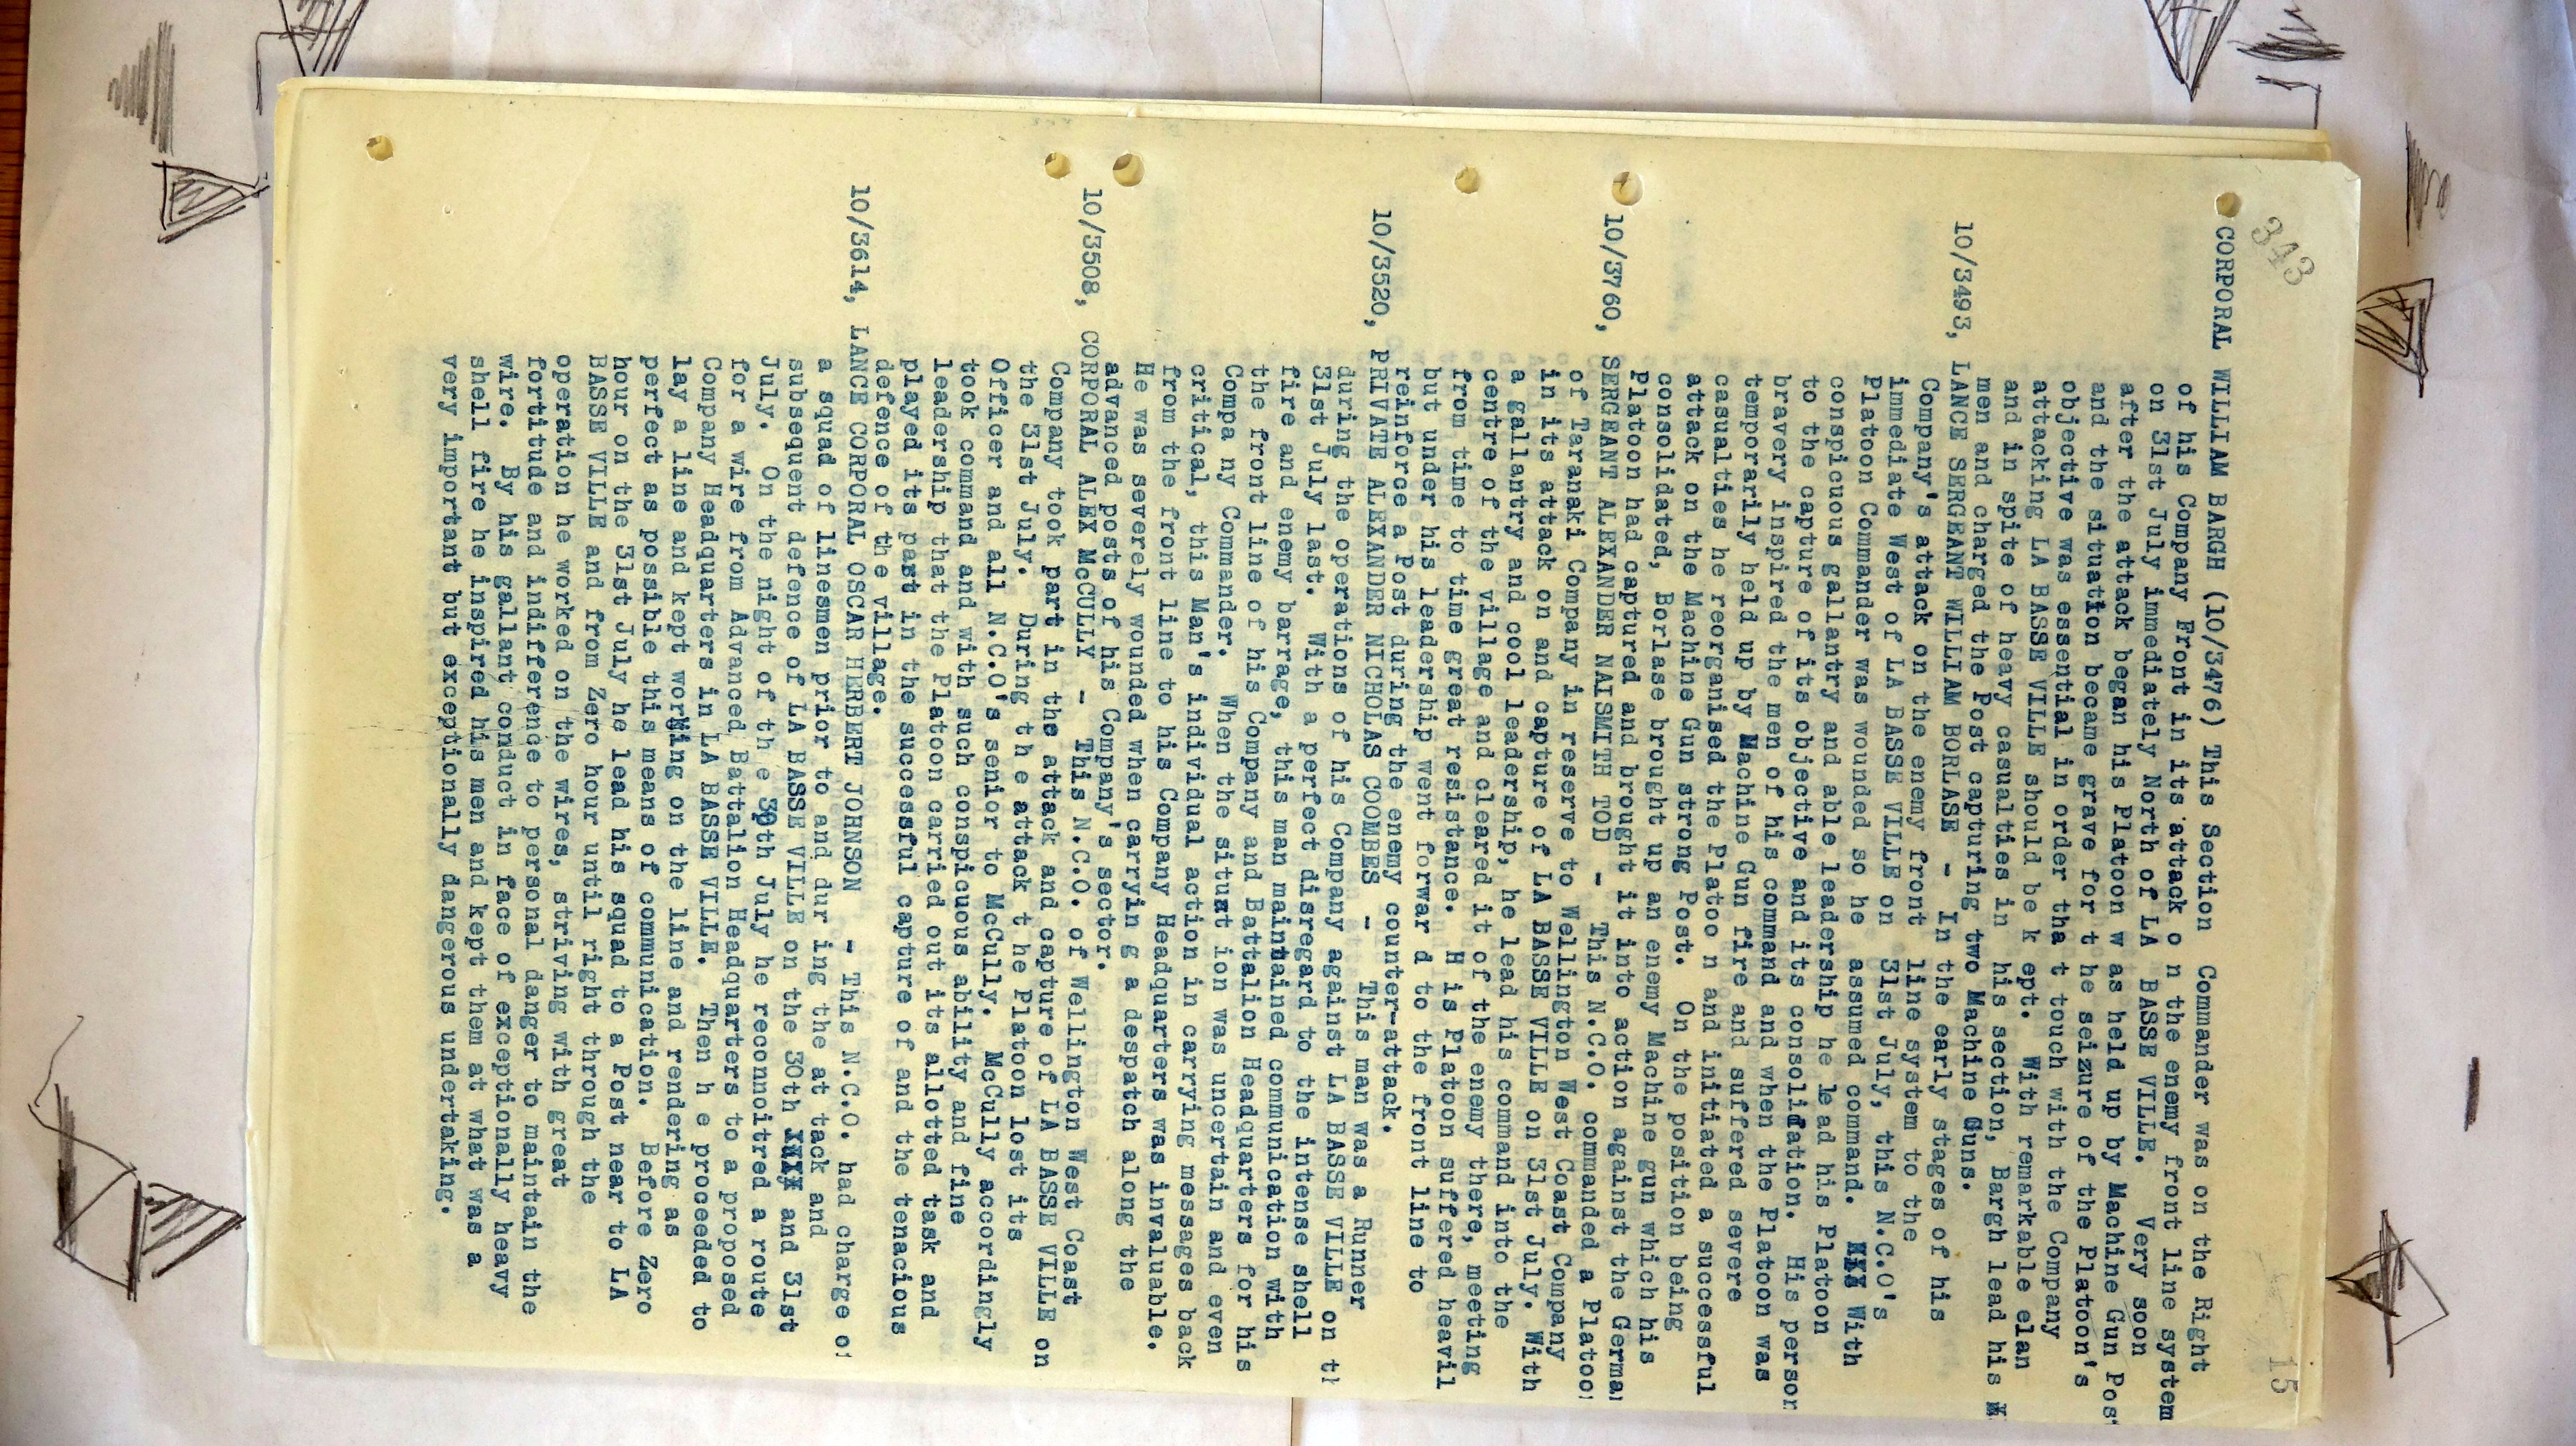 343
15
CORPORAL WILLIAM BARGH (10/3476) This Section Commander was on the Right
of his Company Front in its attack o n the enemy front line system
on 31st July immediately North of LA BASSE VILLE. Very soon
after the attack began his Platoon w as held up by Machine Gun Pos
and the situation became grave for t he seizure of the Platoon's
objective was essential in order tha t touch with the Company
attacking LA BASSE VILLE should be k ept. With remarkable elan
and in spite of heavy casualties in his section, Bargh lead his
men and charged the Post capturing two Machine Guns.
10/3493, LANCE SERGEANT WILLIAM BORLASE - In the early stages of his
Company's attack on the enemy front line system to the
immediate West of LA BASSE VILLE on 31st July, this N.C.O's
Platoon Commander was wounded so he assumed command. XXX With
conspicuous gallantry and able leadership he lead his Platoon
to the capture of its objective and its consolidation. His person
bravery inspired the men of his command and when the Platoon was
temporarily held up by Machine Gun fire and suffered severe
casualties he reorganised the Platoo n and initiated a successful
attack on the Machine Gun strong Post. On the position being
consolidated, Borlase brought up an enemy Machine gun which his
Platoon had captured and brought it into action against the German
10/3760, SERGEANT ALEXANDER NAISMITH TOD - This N.C.O. commanded a Platoo
of Taranaki Company in reserve to Wellington West Coast Company
in its attack on and capture of LA BASSE VILLE on 31st July. With
a gallantry and cool leadership, he lead his command into the
centre of the village and cleared it of the enemy there, meeting
from time to time great resistance. H is Platoon suffered heavil
but under his leadership went forwar d to the front line to
reinforce a Post during the enemy counter-attack.
10/3520, PRIVATE ALEXANDER NICHOLAS COOMBES - This man was a Runner
during the operations of his Company against LA BASSE VILLE on th
31st July last. With a perfect disregard to the intense shell
fire and enemy barrage, this man maintained communication with
the front line of his Company and Battalion Headquarters for his
Compa ny Commander. When the situat ion was uncertain and even
critical, this Man's individual action in carrying messages back
from the front line to his Company Headquarters was invaluable.
He was severely wounded when carryin g a despatch along the
advanced posts of his Company's sector.
10/3508, CORPORAL ALEX McCULLY - This N.C.O. of Wellington West Coast
Company took part in the attack and capture of LA BASSE VILLE on
the 31st July. During th e attack t he Platoon lost its
Officer and all N.C.O's senior to McCully. McCully accordingly
took command and with such conspicuous ability and fine
leadership that the Platoon carried out its allotted task and
played its part in the successful capture of and the tenacious
defence of the village.
10/3614, LANCE CORPORAL OSCAR HERBERT JOHNSON - This N.C.O. had charge of
a squad of linesmen prior to and dur ing the at tack and
subsequent defence of LA BASSE VILLE on the 30th XXXX and 31st
July. On the night of th e 30th July he reconnoitred a route
for a wire from Advanced Battalion Headquarters to a proposed
Company Headquarters in LA BASSE VILLE. Then h e proceeded to
lay a line and kept working on the line and rendering as
perfect as possible this means of communication. Before Zero
hour on the 31st July he lead his squad to a Post near to LA
BASSE VILLE and from Zero hour until right through the
operation he worked on the wires, striving with great
fortitude and indifference to personal danger to maintain the
wire. By his gallant conduct in face of exceptionally heavy
shell fire he inspired his men and kept them at what was a
very important but exceptionally dangerous undertaking.